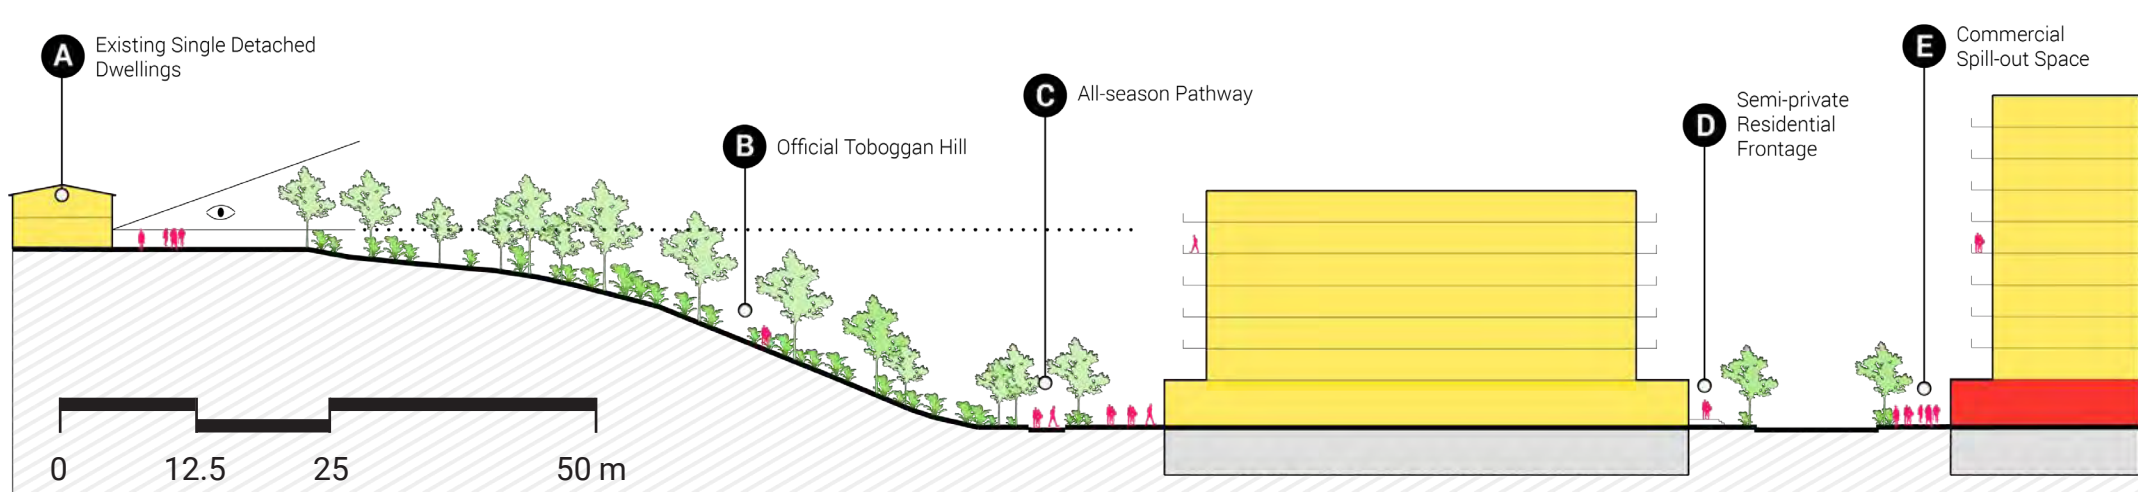 A
Existing Single Detached
Dwellings
B
Official Toboggan Hill
C
All-season Pathway
D
Semi-private
Residential
Frontage
E
Commercial
Spill-out Space
0 12.5 25 50 m